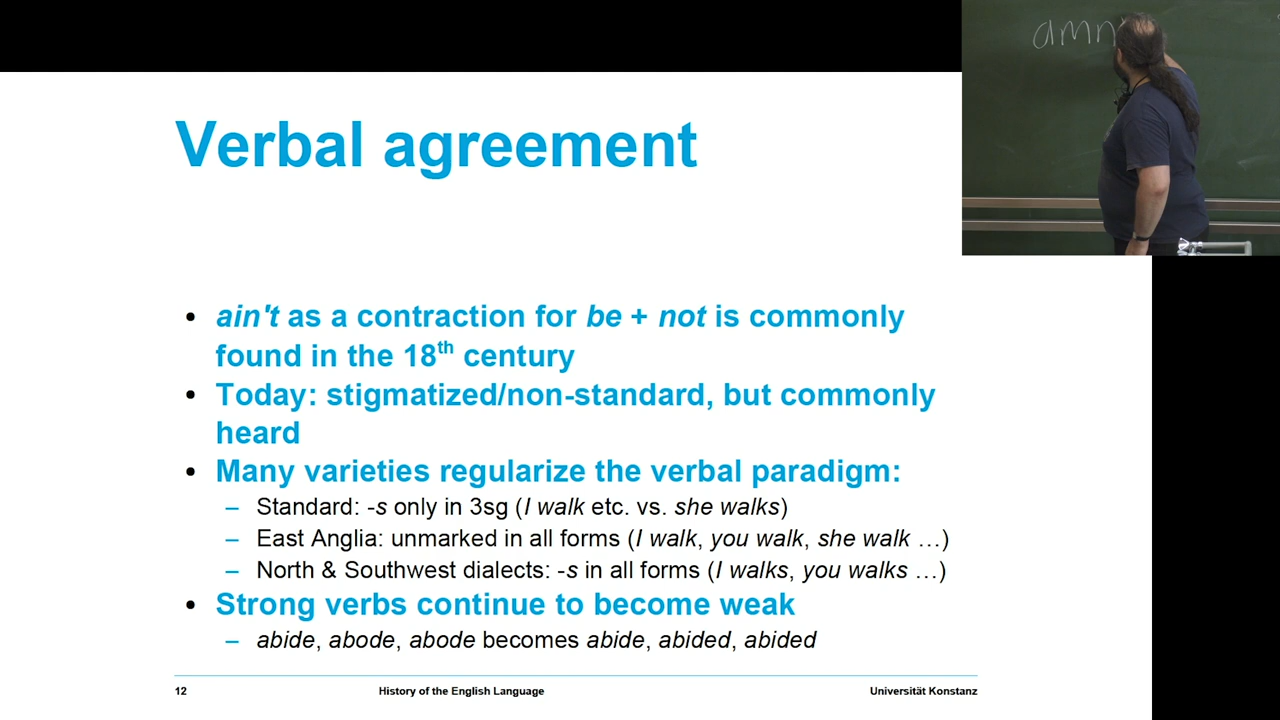 Verbal agreement
● ain't as a contraction for be + not is commonly
found in the 18th century
● Today: stigmatized/non-standard, but commonly
heard
● Many varieties regularize the verbal paradigm:
– Standard: -s only in 3sg (I walk etc. vs. she walks)
– East Anglia: unmarked in all forms (I walk, you walk, she walk …)
– North & Southwest dialects: -s in all forms (I walks, you walks …)
● Strong verbs continue to become weak
– abide, abode, abode becomes abide, abided, abided
12 History of the English Language Universität Konstanz